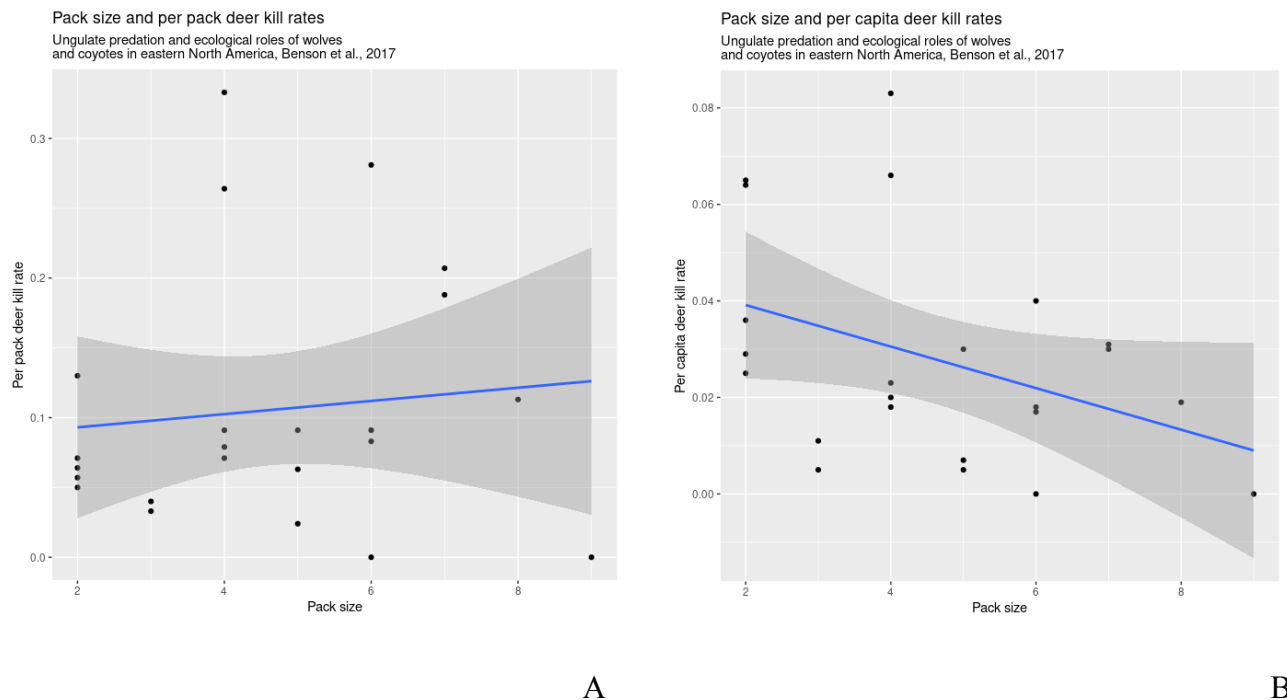 Pack size and per pack deer kill rates
Ungulate predation and ecological roles of wolves
and coyotes in eastern North America, Benson et al., 2017
0.3
0.2
0.1
0.0
Per pack deer kill rate
2 4 6 8
Pack size
A
Pack size and per capita deer kill rates
Ungulate predation and ecological roles of wolves
and coyotes in eastern North America, Benson et al., 2017
0.08
0.06
0.04
0.02
0.00
Per capita deer kill rate
2 4 6 8
Pack size
B